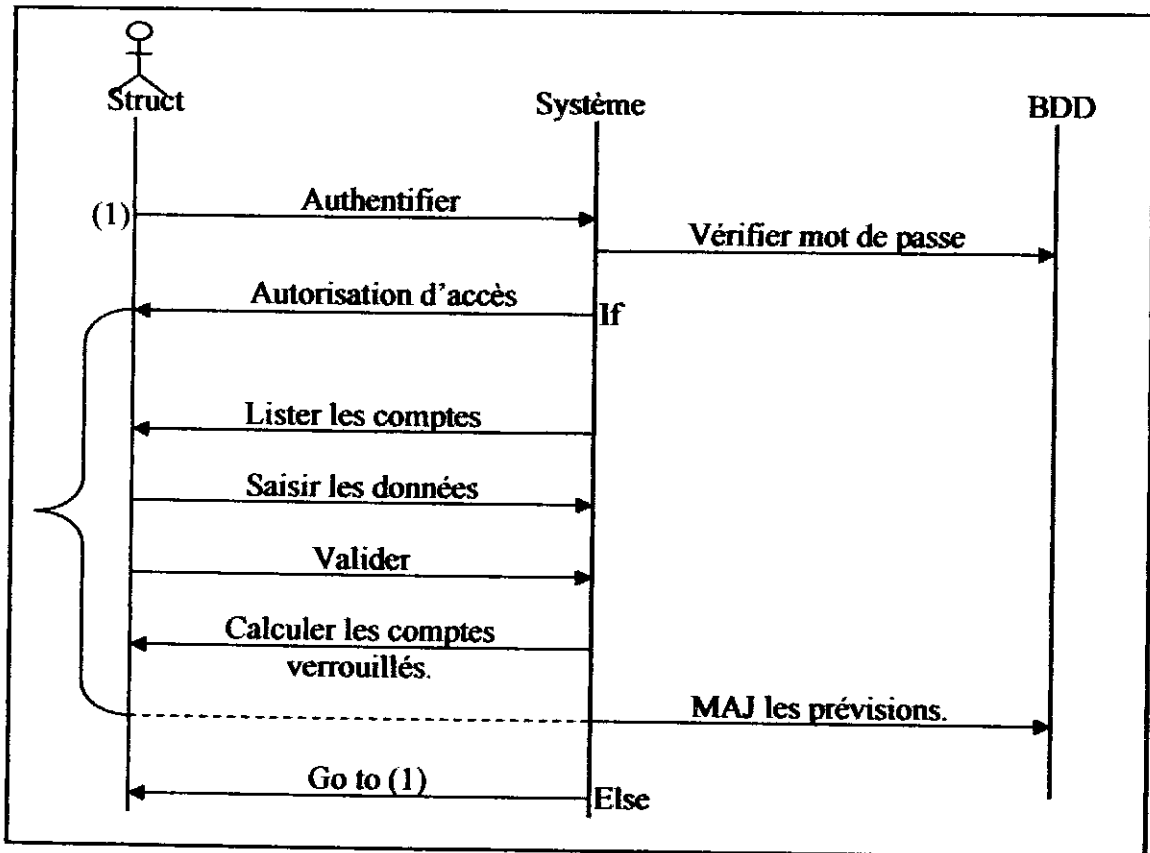 Struct
Système
BDD
(1)
Authentifier
Vérifier mot de passe
Autorisation d'accès
If
Lister les comptes
Saisir les données
Valider
Calculer les comptes
verrouillés.
MAJ les prévisions.
Go to (1)
Else